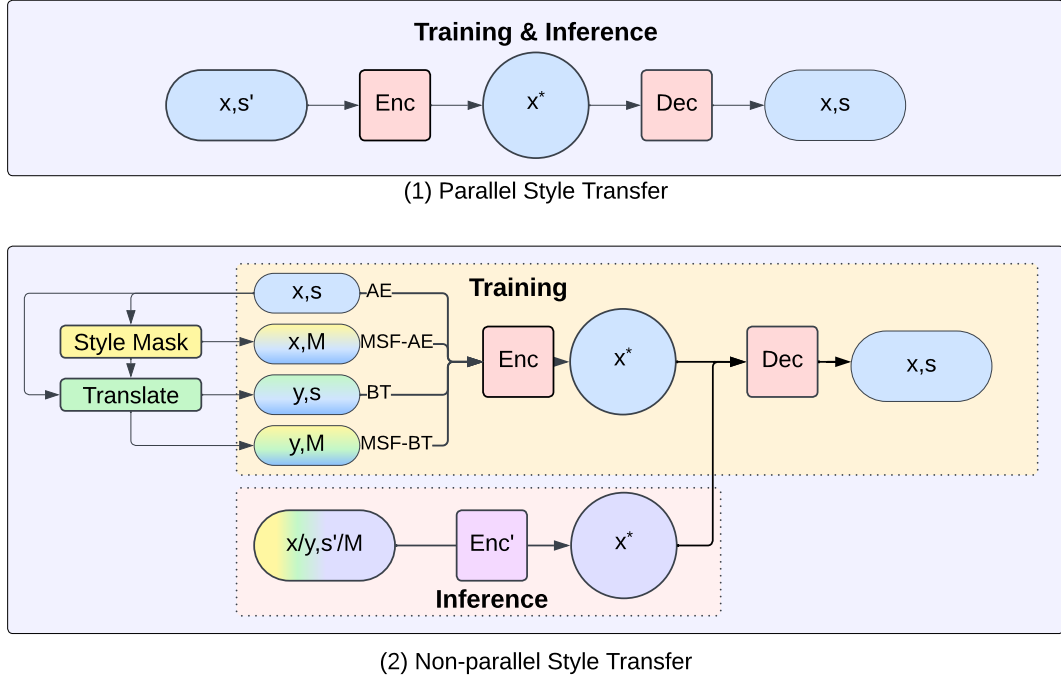 Training & Inference
x,s'
Enc
x*
Dec
x,s
(1) Parallel Style Transfer
x,s
AE
Training
Style Mask
x,M
MSF-AE
Enc
x*
Dec
x,s
Translate
y,s
BT
y,M
MSF-BT
x/y,s'/M
Enc'
x*
Inference
(2) Non-parallel Style Transfer